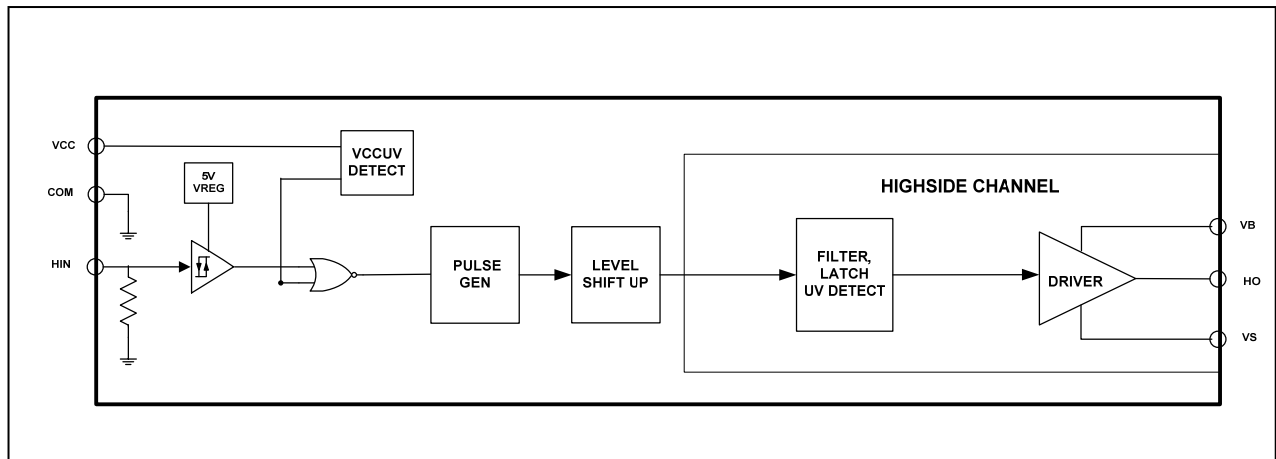 VCC
VCCUV
DETECT
5V
VREG
COM
HIGHSIDE CHANNEL
HIN
PULSE
GEN
LEVEL
SHIFT UP
FILTER,
LATCH
UV DETECT
DRIVER
VB
HO
VS